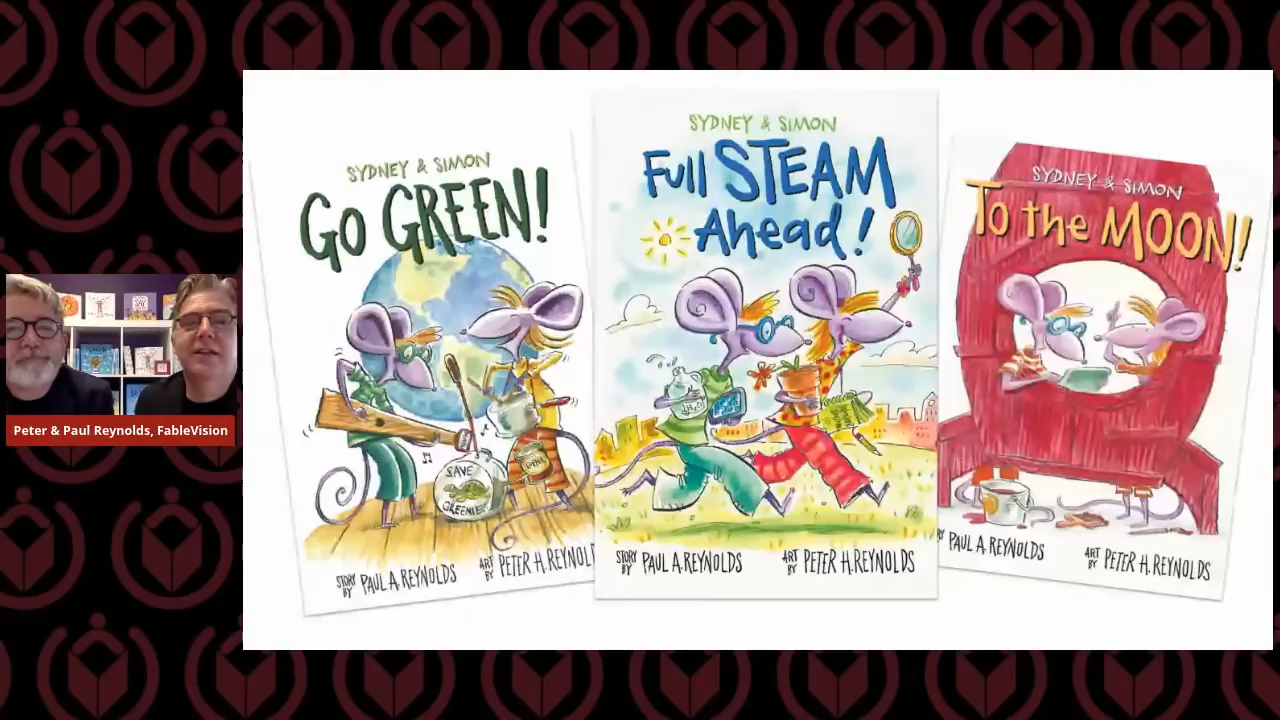 Peter & Paul Reynolds, FableVision
SYDNEY & SIMON
Go GREEN!
SAVE
GREENIE!
STORY BY PAUL A. REYNOLDS
ART BY PETER H. REYNOLDS
SYDNEY & SIMON
Full STEAM
Ahead!
H2O
STORY BY PAUL A. REYNOLDS
ART BY PETER H. REYNOLDS
SYDNEY & SIMON
To the MOON!
BY PAUL A. REYNOLDS
ART BY PETER H. REYNOLDS